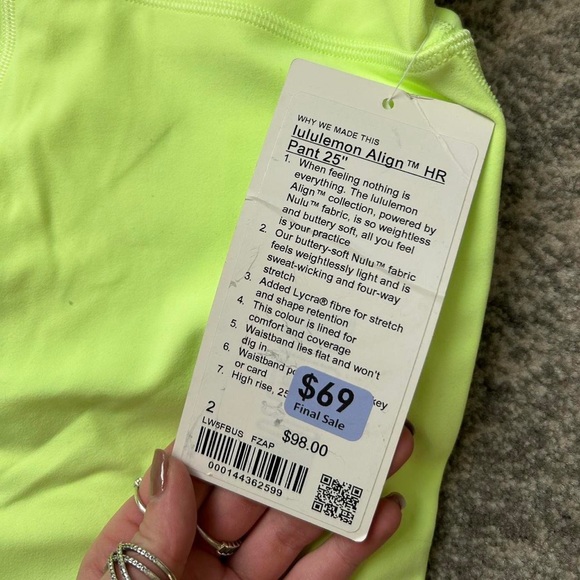 WHY WE MADE THIS
lululemon Align™ HR
Pant 25"
1. When feeling nothing is
everything. The lululemon
Align™ collection, powered by
Nulu™ fabric, is so weightless
and buttery soft, all you feel
is your practice
2. Our buttery-soft Nulu™ fabric
feels weightlessly light and is
sweat-wicking and four-way
stretch
3. Added Lycra® fibre for stretch
and shape retention
4. This colour is lined for
comfort and coverage
5. Waistband lies flat and won't
dig in
6. Waistband key
or card
7. High rise,
$69
Final Sale
2
LW5FBUS FZAP $98.00
000144362599